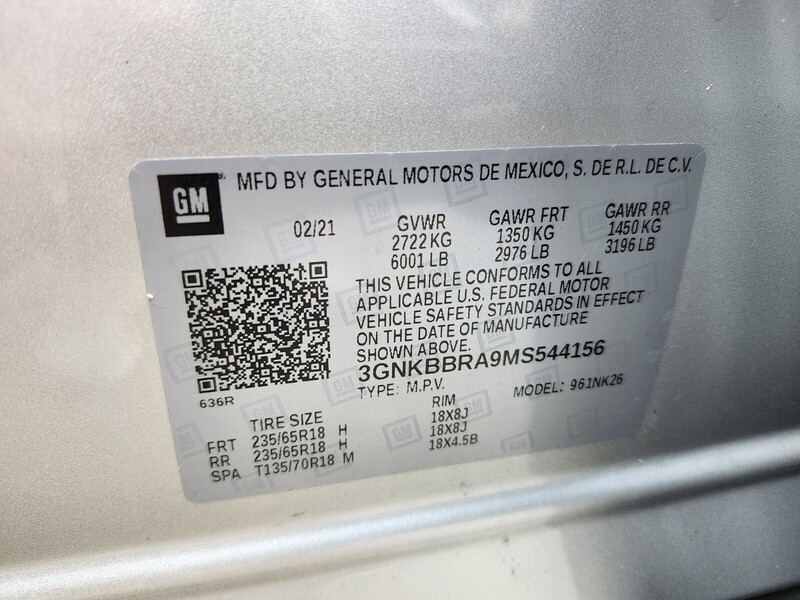 GM MFD BY GENERAL MOTORS DE MEXICO, S. DE R.L. DE C.V.
02/21 GVWR GAWR FRT GAWR RR
2722 KG 1350 KG 1450 KG
6001 LB 2976 LB 3196 LB
THIS VEHICLE CONFORMS TO ALL
APPLICABLE U.S. FEDERAL MOTOR
VEHICLE SAFETY STANDARDS IN EFFECT
ON THE DATE OF MANUFACTURE
SHOWN ABOVE.
3GNKBBRA9MS544156
636R TYPE: M.P.V. MODEL: 961NK26
TIRE SIZE RIM
FRT 235/65R18 H 18X8J
RR 235/65R18 H 18X8J
SPA T135/70R18 M 18X4.5B